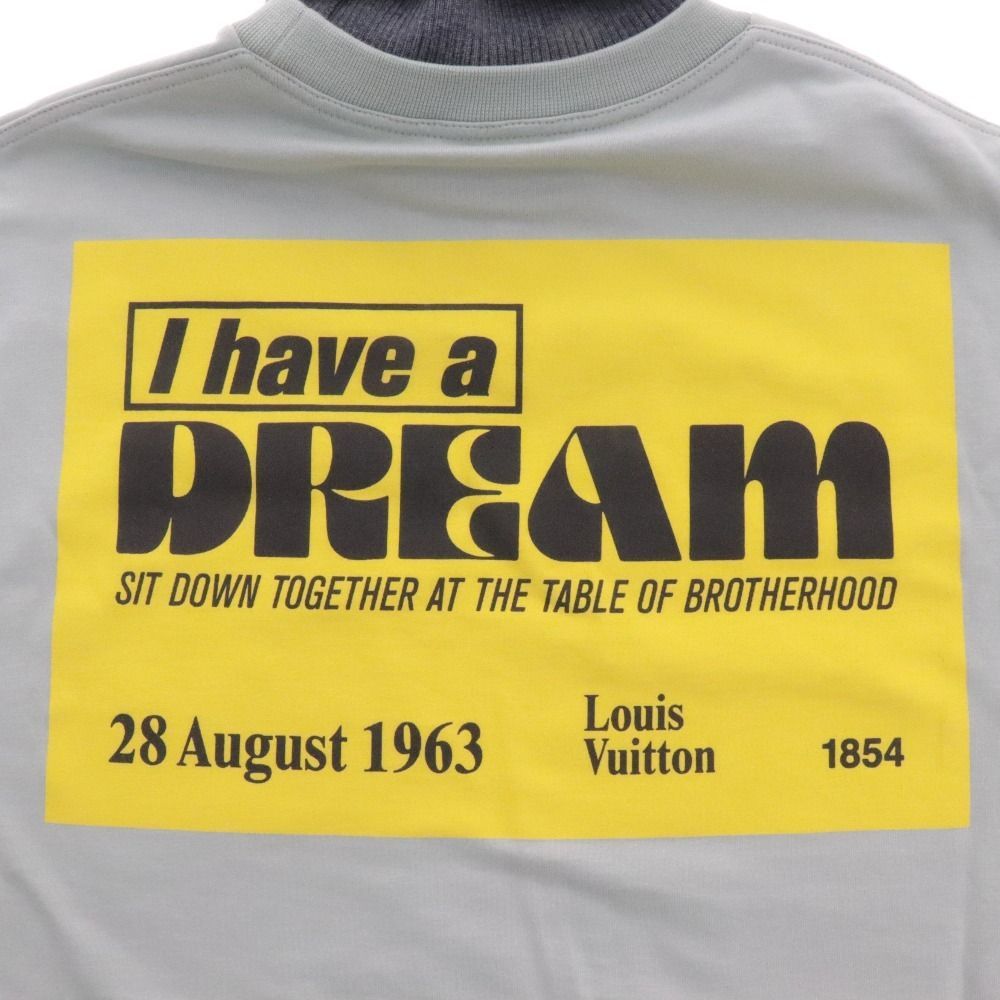 I have a
DREAM
SIT DOWN TOGETHER AT THE TABLE OF BROTHERHOOD
28 August 1963
Louis
Vuitton
1854